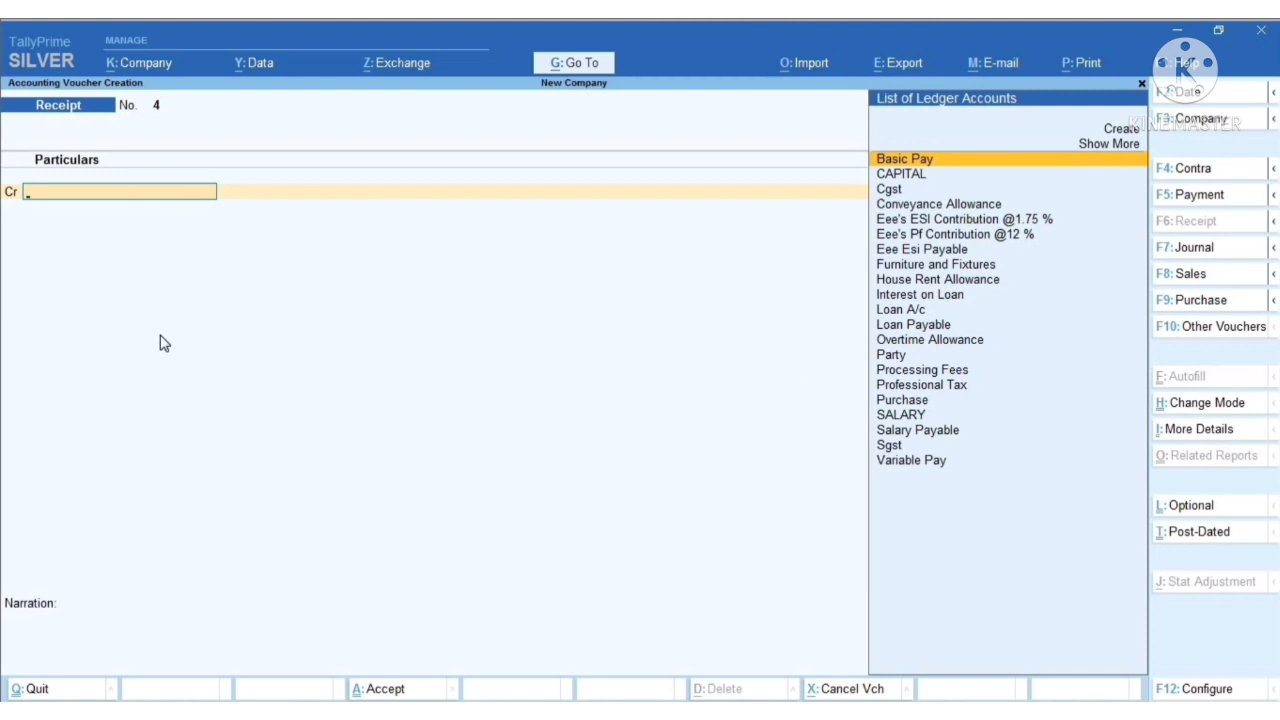 TallyPrime
SILVER
MANAGE
K: Company
Y: Data
Z: Exchange
G: Go To
O: Import
E: Export
M: E-mail
P: Print
Help
Accounting Voucher Creation
New Company
Receipt No. 4
Particulars
Cr
Narration:
List of Ledger Accounts
Create
Show More
Basic Pay
CAPITAL
Cgst
Conveyance Allowance
Eee's ESI Contribution @1.75 %
Eee's Pf Contribution @12 %
Eee Esi Payable
Furniture and Fixtures
House Rent Allowance
Interest on Loan
Loan A/c
Loan Payable
Overtime Allowance
Party
Processing Fees
Professional Tax
Purchase
SALARY
Salary Payable
Sgst
Variable Pay
F2: Date
F3: Company
KINEMASTER
F4: Contra
F5: Payment
F6: Receipt
F7: Journal
F8: Sales
F9: Purchase
F10: Other Vouchers
F: Autofill
H: Change Mode
I: More Details
O: Related Reports
L: Optional
T: Post-Dated
J: Stat Adjustment
Q: Quit
A: Accept
D: Delete
X: Cancel Vch
F12: Configure